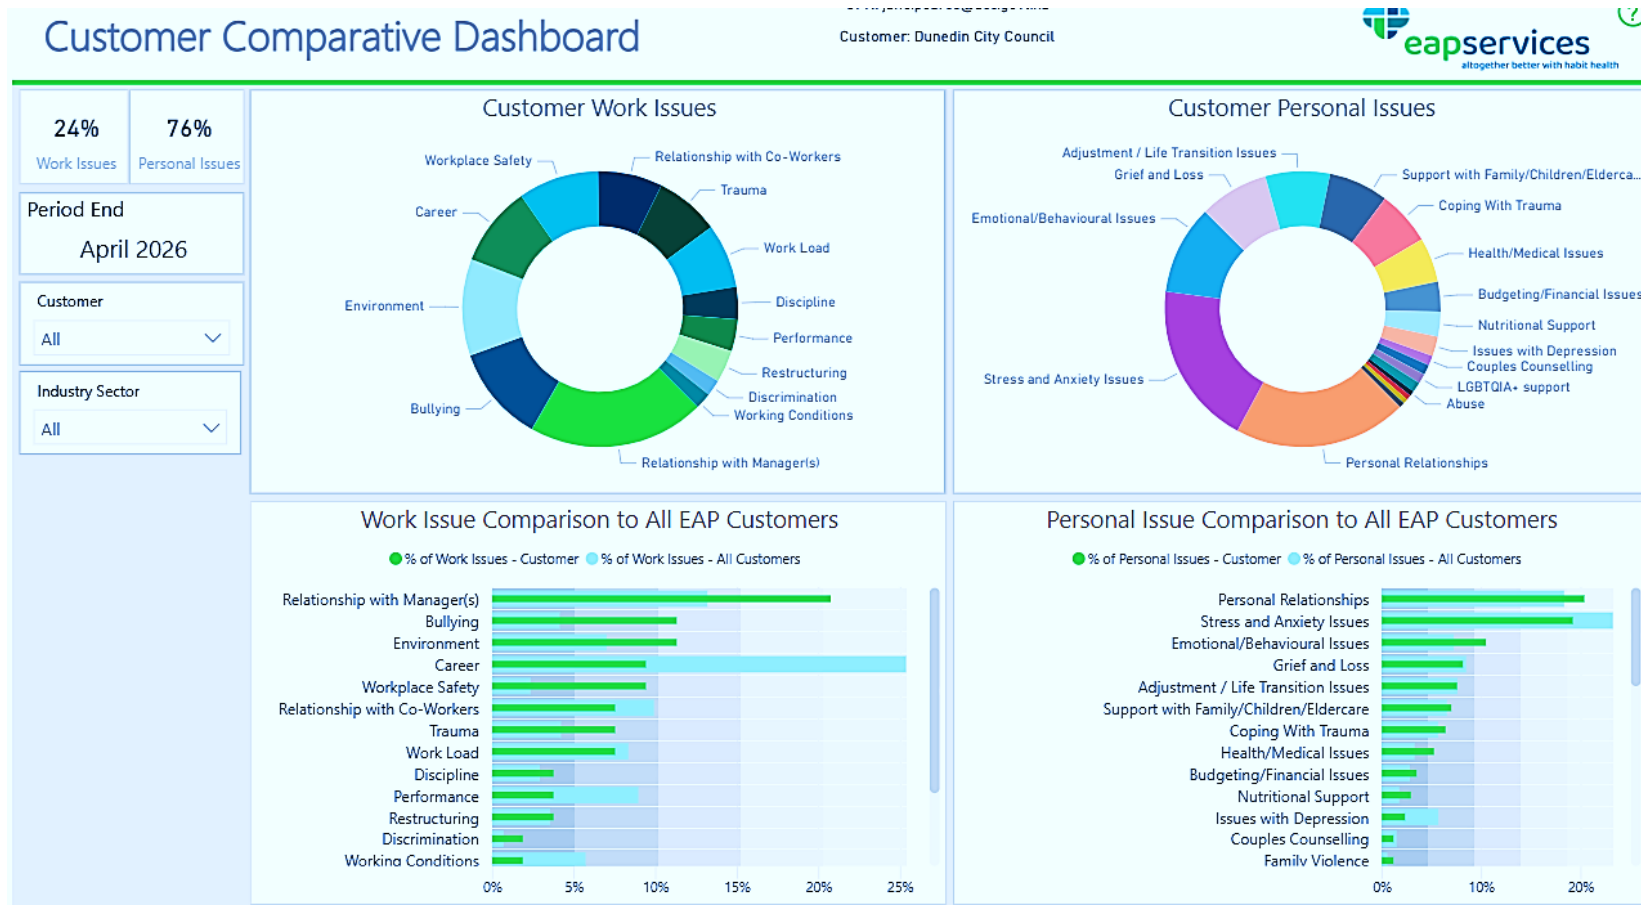 Customer Comparative Dashboard
Customer: Dunedin City Council
eapservices
altogether better with habit health
?
24%
Work Issues
76%
Personal Issues
Period End
April 2026
Customer
All
Industry Sector
All
Customer Work Issues
Workplace Safety
Relationship with Co-Workers
Trauma
Career
Work Load
Environment
Discipline
Performance
Restructuring
Discrimination
Bullying
Working Conditions
Relationship with Manager(s)
Customer Personal Issues
Adjustment / Life Transition Issues
Grief and Loss
Support with Family/Children/Elderca...
Coping With Trauma
Emotional/Behavioural Issues
Health/Medical Issues
Budgeting/Financial Issues
Nutritional Support
Issues with Depression
Couples Counselling
Stress and Anxiety Issues
LGBTQIA+ support
Abuse
Personal Relationships
Work Issue Comparison to All EAP Customers
% of Work Issues - Customer % of Work Issues - All Customers
Relationship with Manager(s)
Bullying
Environment
Career
Workplace Safety
Relationship with Co-Workers
Trauma
Work Load
Discipline
Performance
Restructuring
Discrimination
Working Conditions
0% 5% 10% 15% 20% 25%
Personal Issue Comparison to All EAP Customers
% of Personal Issues - Customer % of Personal Issues - All Customers
Personal Relationships
Stress and Anxiety Issues
Emotional/Behavioural Issues
Grief and Loss
Adjustment / Life Transition Issues
Support with Family/Children/Eldercare
Coping With Trauma
Health/Medical Issues
Budgeting/Financial Issues
Nutritional Support
Issues with Depression
Couples Counselling
Family Violence
0% 10% 20%